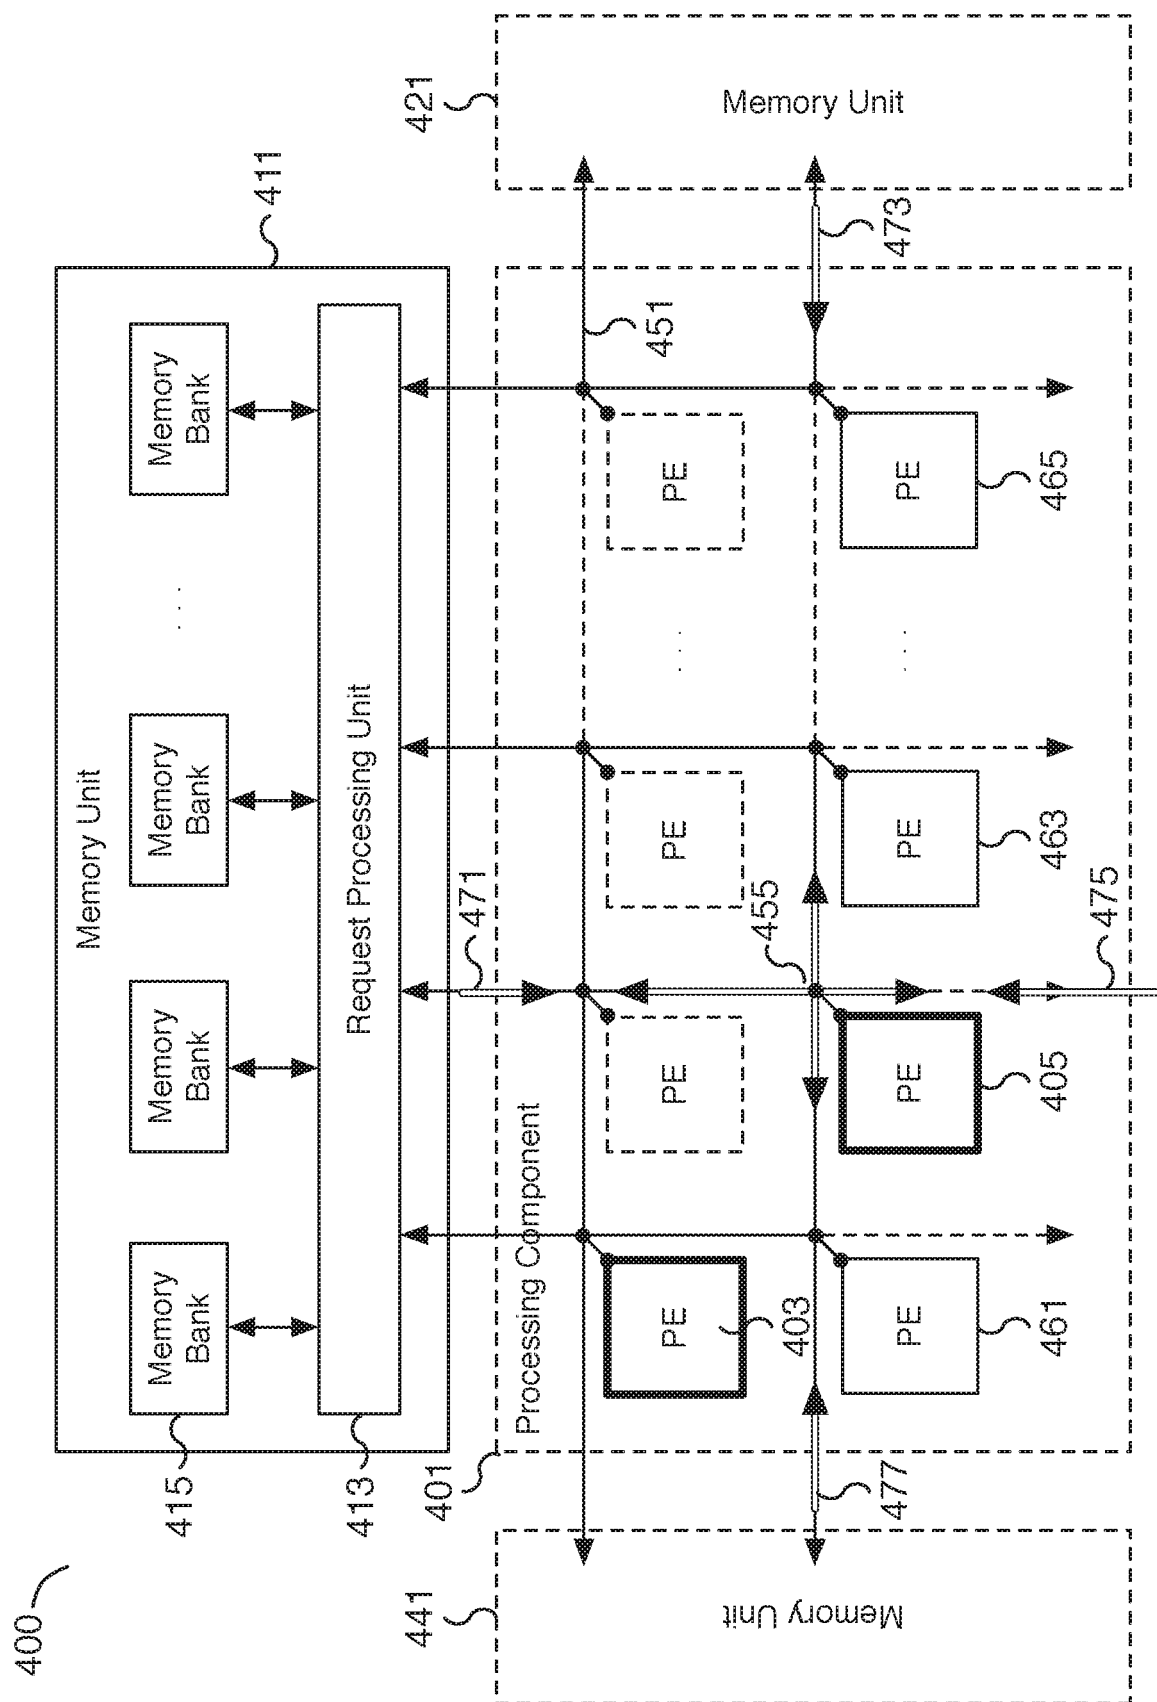 400
Memory Unit
Memory Bank
Memory Bank
Memory Bank
...
Memory Bank
415
411
413
Request Processing Unit
441
401
421
471
Processing Component
451
PE
PE
PE
...
PE
403
455
Memory Unit
Memory Unit
477
473
PE
PE
PE
...
PE
461
405
463
465
475